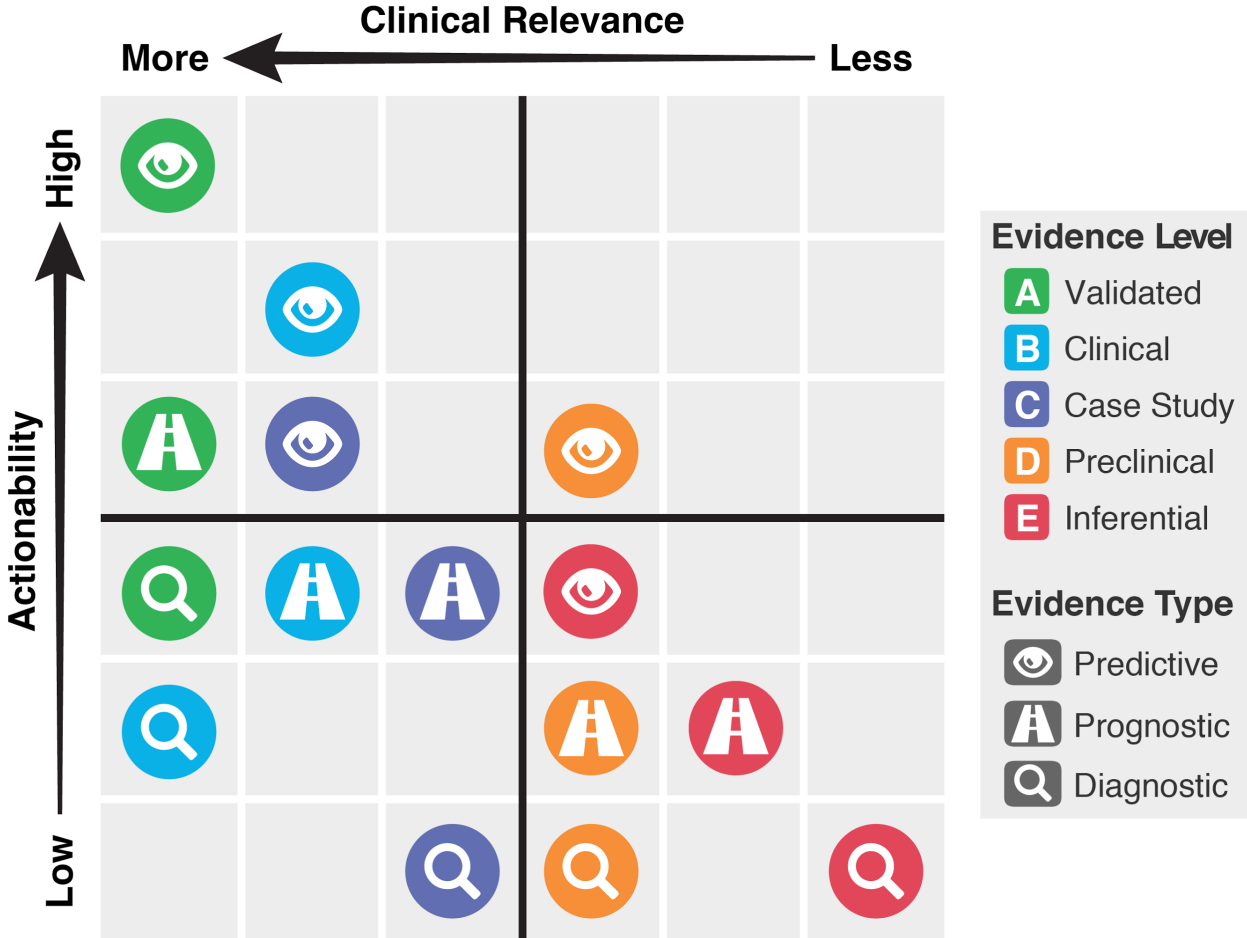 Clinical Relevance
More
Less
High
Actionability
Low
Evidence Level
A Validated
B Clinical
C Case Study
D Preclinical
E Inferential
Evidence Type
Predictive
Prognostic
Diagnostic